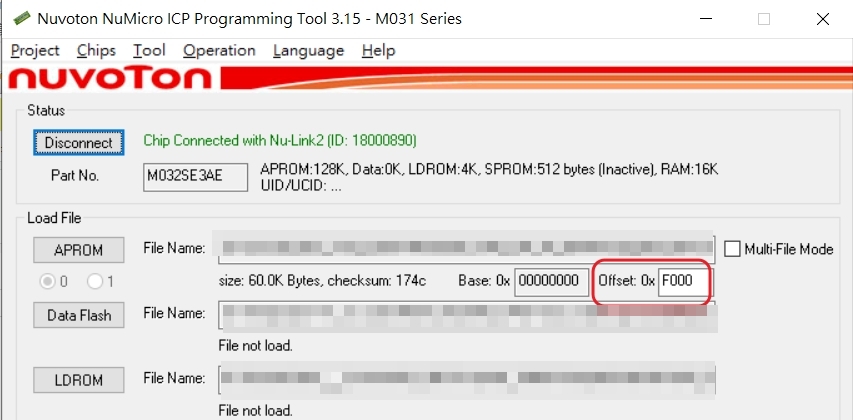 Nuvoton NuMicro ICP Programming Tool 3.15 - M031 Series
Project Chips Tool Operation Language Help
nuvoTon
Status
Disconnect Chip Connected with Nu-Link2 (ID: 18000890)
Part No. M032SE3AE APROM:128K, Data:0K, LDROM:4K, SPROM:512 bytes (Inactive), RAM:16K
UID/UCID: ...
Load File
APROM File Name: Multi-File Mode
0 1 size: 60.0K Bytes, checksum: 174c Base: 0x 00000000 Offset: 0x F000
Data Flash File Name:
File not load.
LDROM File Name:
File not load.